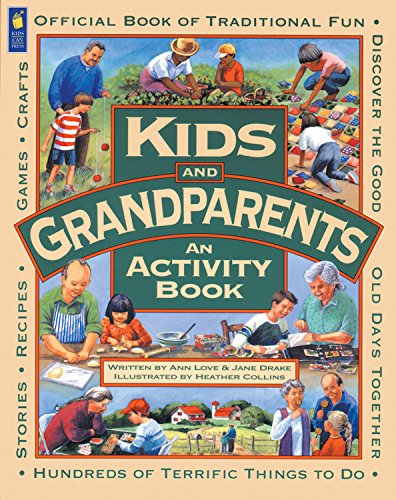 KIDS
CAN
PRESS
OFFICIAL BOOK OF TRADITIONAL FUN •
DISCOVER THE GOOD OLD DAYS TOGETHER
• HUNDREDS OF TERRIFIC THINGS TO DO •
STORIES • RECIPES • GAMES • CRAFTS
KIDS
AND
GRANDPARENTS
AN
ACTIVITY
BOOK
WRITTEN BY ANN LOVE & JANE DRAKE
ILLUSTRATED BY HEATHER COLLINS